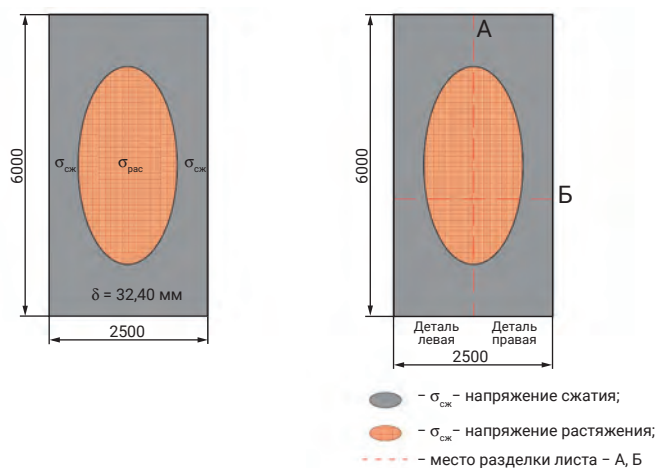 6000
σсж
σрас
σсж
δ = 32,40 мм
2500
А
6000
Б
Деталь левая
Деталь правая
2500
– σсж – напряжение сжатия;
– σсж – напряжение растяжения;
– место разделки листа – А, Б